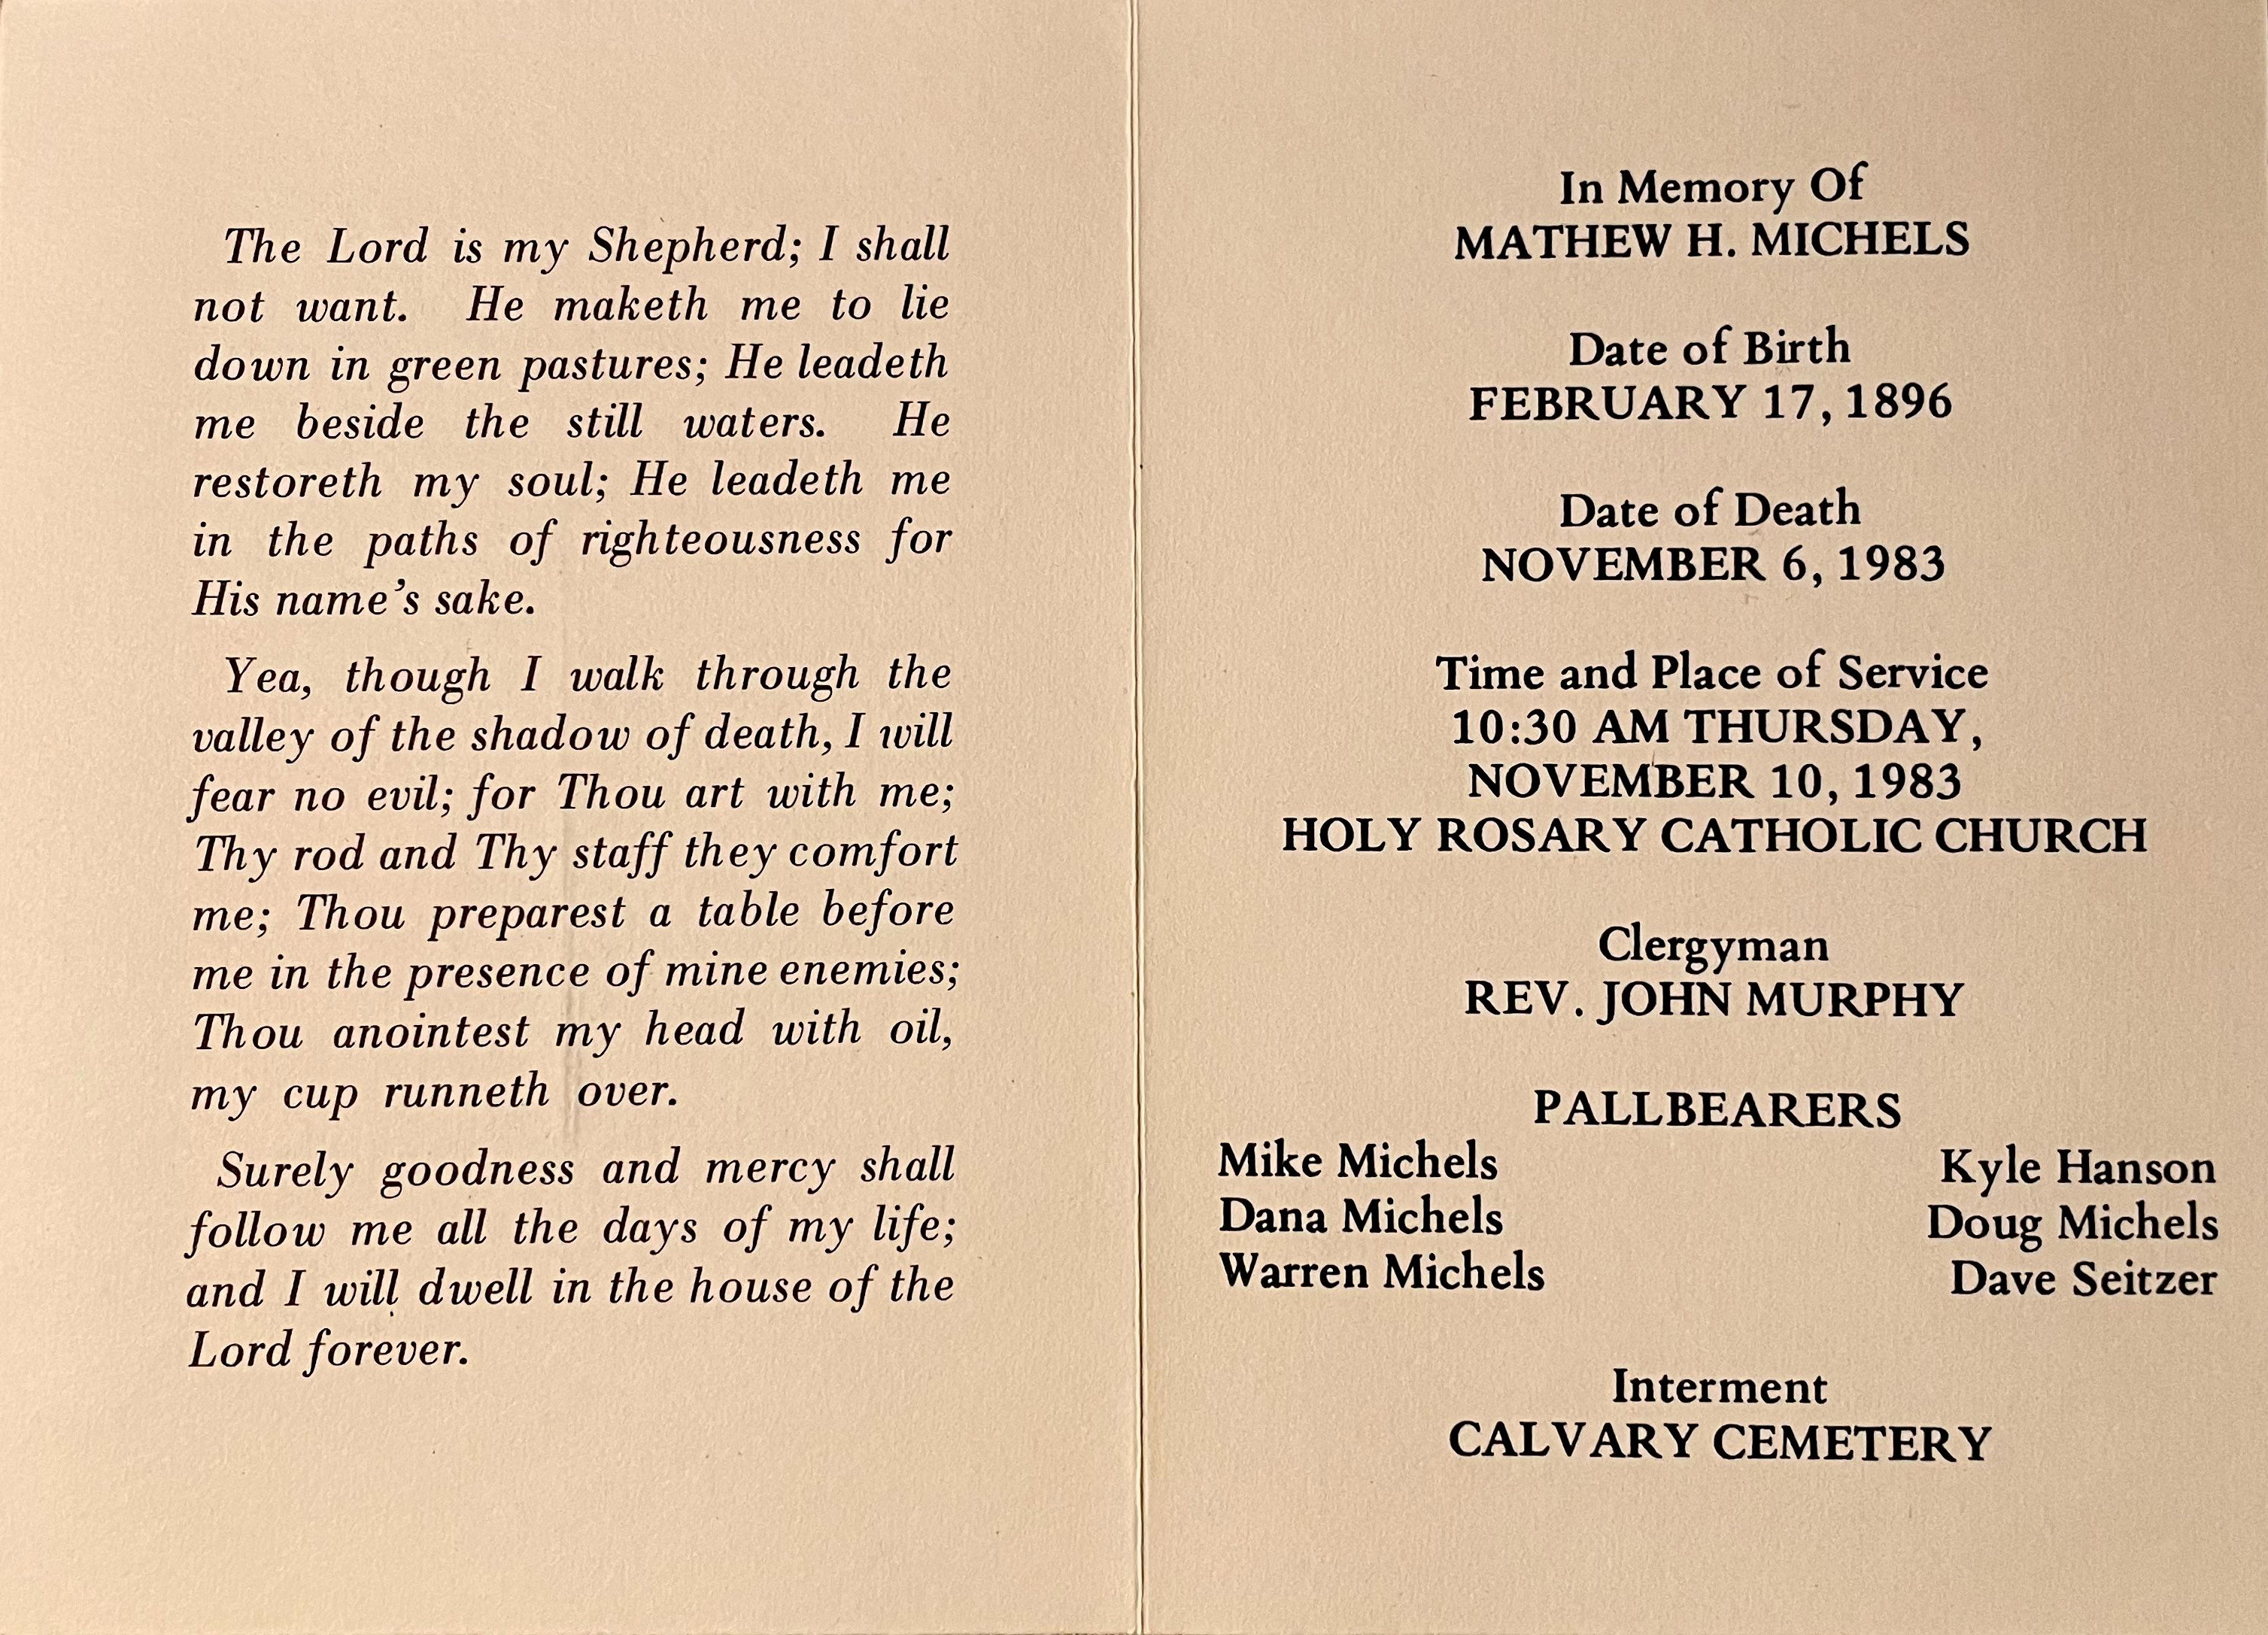 The Lord is my Shepherd; I shall
not want. He maketh me to lie
down in green pastures; He leadeth
me beside the still waters. He
restoreth my soul; He leadeth me
in the paths of righteousness for
His name's sake.
Yea, though I walk through the
valley of the shadow of death, I will
fear no evil; for Thou art with me;
Thy rod and Thy staff they comfort
me; Thou preparest a table before
me in the presence of mine enemies;
Thou anointest my head with oil,
my cup runneth over.
Surely goodness and mercy shall
follow me all the days of my life;
and I will dwell in the house of the
Lord forever.
In Memory Of
MATHEW H. MICHELS
Date of Birth
FEBRUARY 17, 1896
Date of Death
NOVEMBER 6, 1983
Time and Place of Service
10:30 AM THURSDAY,
NOVEMBER 10, 1983
HOLY ROSARY CATHOLIC CHURCH
Clergyman
REV. JOHN MURPHY
PALLBEARERS
Mike Michels Kyle Hanson
Dana Michels Doug Michels
Warren Michels Dave Seitzer
Interment
CALVARY CEMETERY